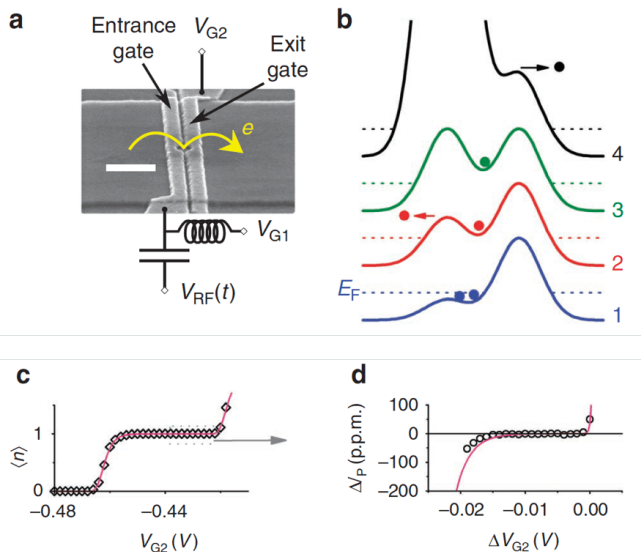 a
Entrance
gate
V_G2
Exit
gate
e
V_G1
V_RF(t)
b
4
3
2
E_F
1
c
⟨n⟩
1
0
−0.48
−0.44
V_G2 (V)
d
Δ/_P (p.p.m.)
100
0
−100
−200
−0.02
−0.01
0.00
ΔV_G2 (V)